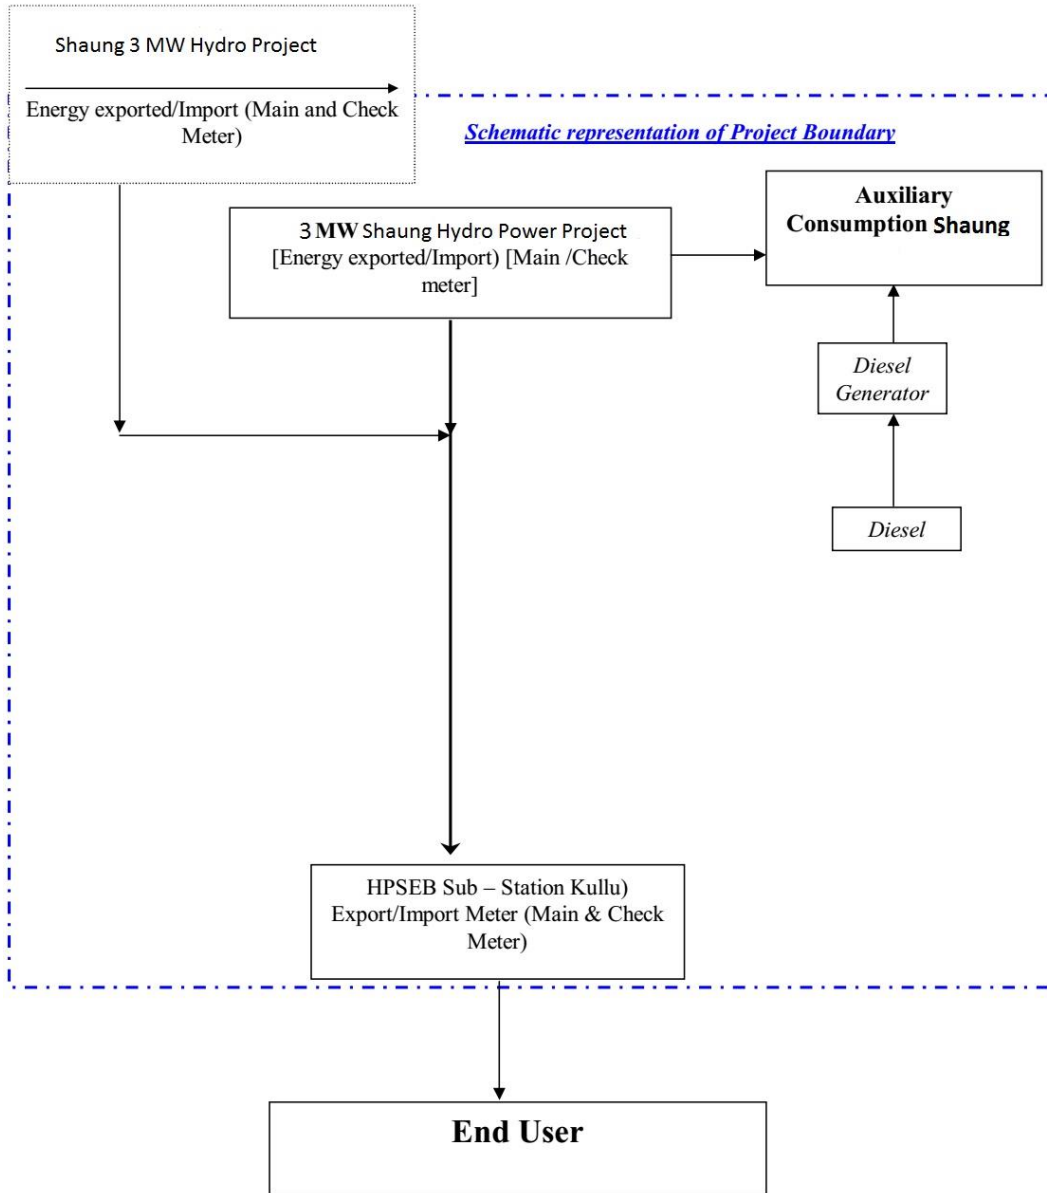 Shaung 3 MW Hydro Project
Energy exported/Import (Main and Check
Meter)
Schematic representation of Project Boundary
3 MW Shaung Hydro Power Project
[Energy exported/Import) [Main /Check
meter]
Auxiliary
Consumption Shaung
Diesel
Generator
Diesel
HPSEB Sub – Station Kullu)
Export/Import Meter (Main & Check
Meter)
End User